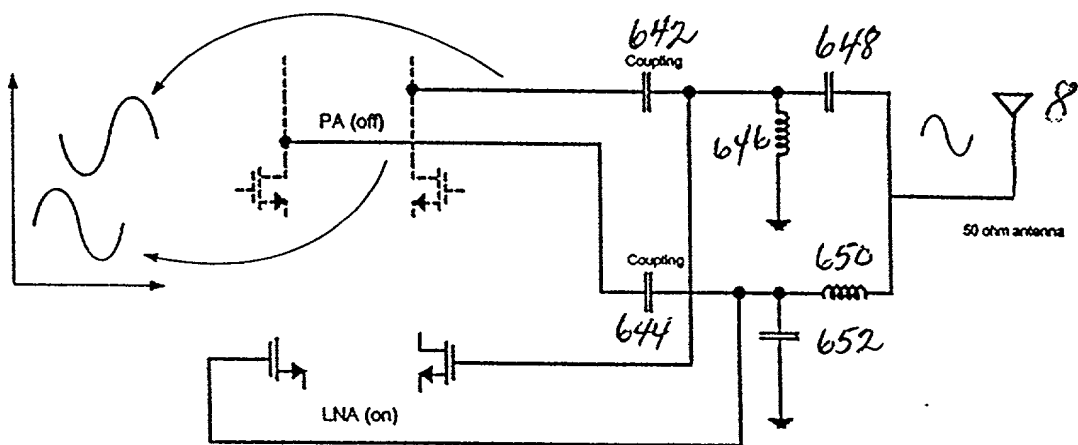 642
Coupling
648
8
PA (off)
646
50 ohm antenna
Coupling
650
644
652
LNA (on)